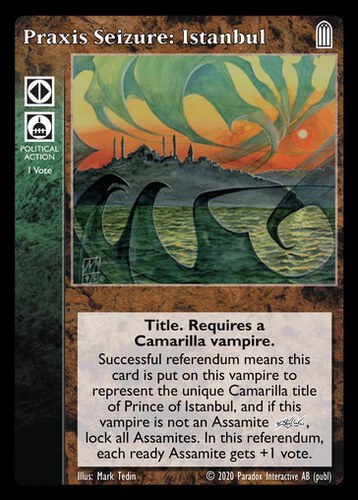 Praxis Seizure: Istanbul
POLITICAL
ACTION
1 Vote
Title. Requires a
Camarilla vampire.
Successful referendum means this
card is put on this vampire to
represent the unique Camarilla title
of Prince of Istanbul, and if this
vampire is not an Assamite ,
lock all Assamites. In this referendum,
each ready Assamite gets +1 vote.
Illus: Mark Tedin © 2020 Paradox Interactive AB (publ)